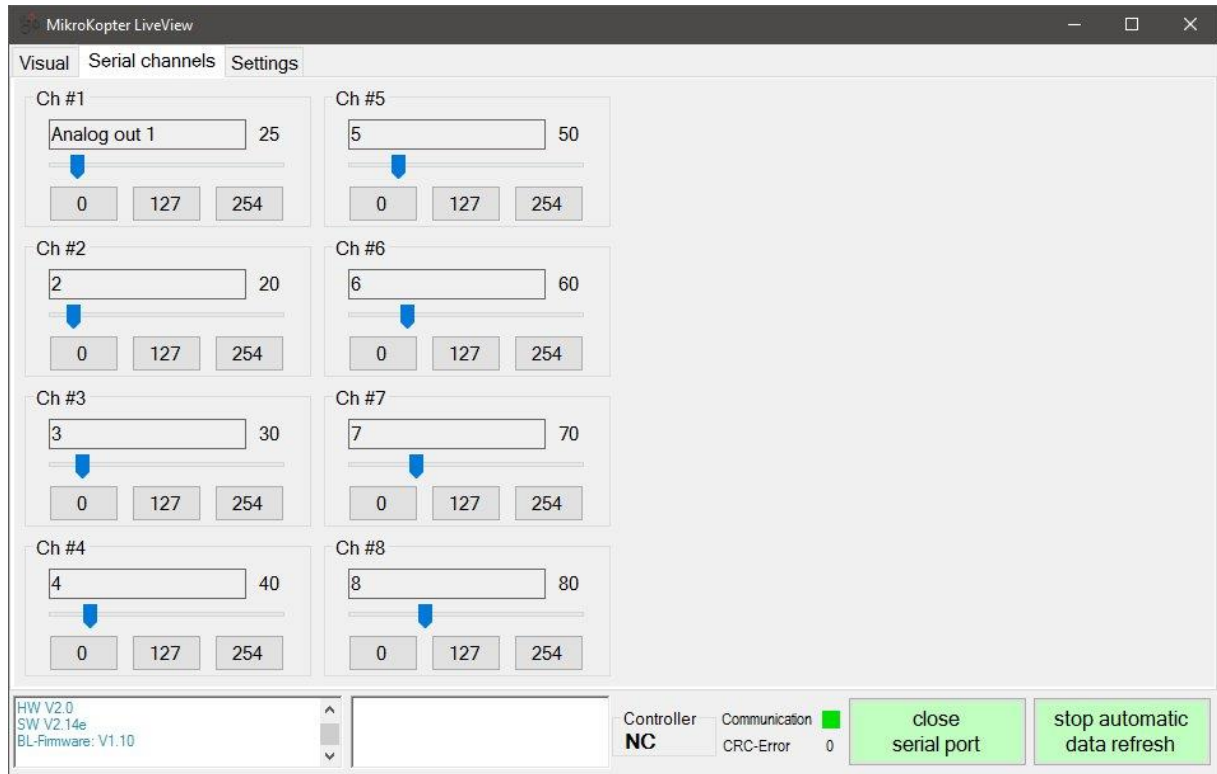 MikroKopter LiveView
Visual Serial channels Settings
Ch #1
Analog out 1 25
0 127 254
Ch #2
2 20
0 127 254
Ch #3
3 30
0 127 254
Ch #4
4 40
0 127 254
Ch #5
5 50
0 127 254
Ch #6
6 60
0 127 254
Ch #7
7 70
0 127 254
Ch #8
8 80
0 127 254
HW V2.0
SW V2.14e
BL-Firmware: V1.10
Controller
NC
Communication
CRC-Error 0
close
serial port
stop automatic
data refresh